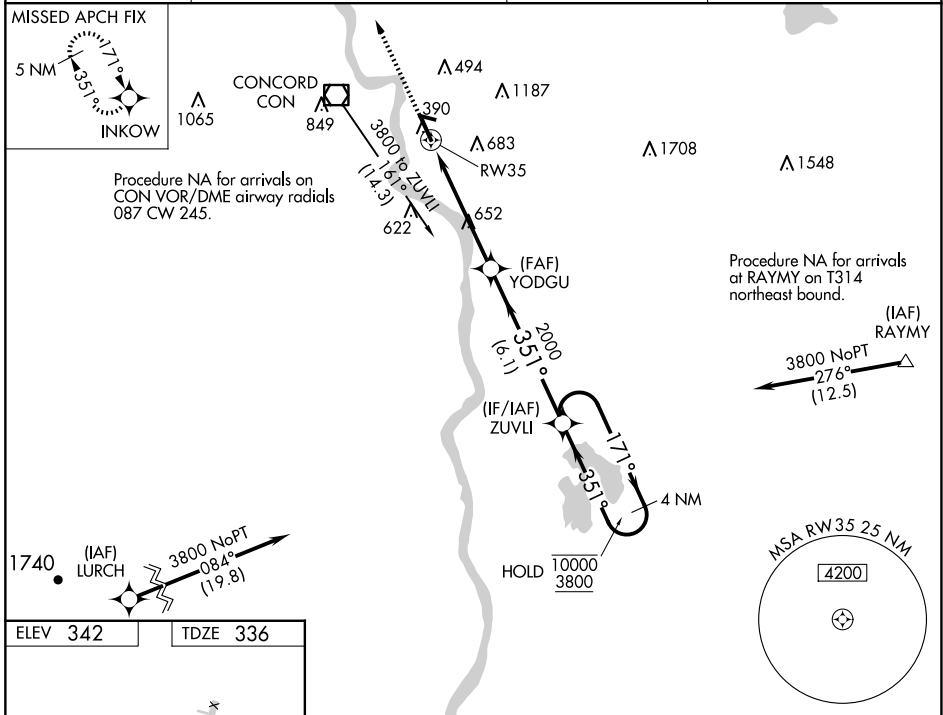 MISSED APCH FIX
5 NM
171°
351°
INKOW
1065
CONCORD
CON
849
494
1187
390
683
RW35
1708
1548
3800 to ZUVLI
161°
(14.3)
Procedure NA for arrivals on
CON VOR/DME airway radials
087 CW 245.
622
652
(FAF)
YODGU
Procedure NA for arrivals
at RAYMY on T314
northeast bound.
(IAF)
RAYMY
3800 NoPT
276°
(12.5)
2000
351°
(6.1)
(IF/IAF)
ZUVLI
171°
351°
4 NM
HOLD
10000
3800
1740
(IAF)
LURCH
3800 NoPT
084°
(19.8)
MSA RW35 25 NM
4200
ELEV 342
TDZE 336